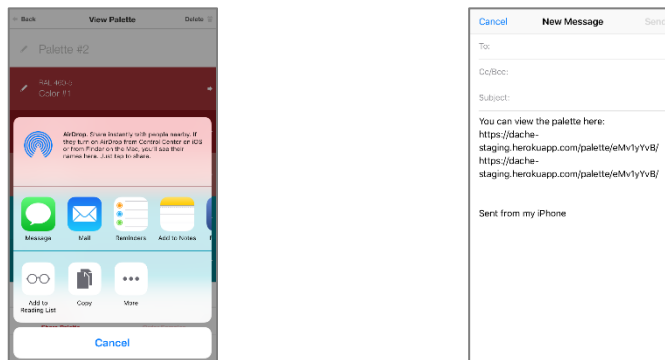 Back View Palette Delete
Palette #2
RAL 460-5
Color #1
AirDrop. Share instantly with people nearby. If
they turn on AirDrop from Control Center on iOS
or from Finder on the Mac, you'll see their
names here. Just tap to share.
Message Mail Reminders Add to Notes
Add to
Reading List
Copy More
Cancel
Cancel New Message Send
To:
Cc/Bcc:
Subject:
You can view the palette here:
https://dache-
staging.herokuapp.com/palette/eMv1yYvB/
https://dache-
staging.herokuapp.com/palette/eMv1yYvB/
Sent from my iPhone